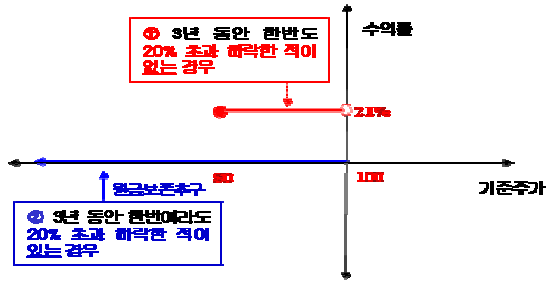 ① 3년 동안 한반도
20% 초과 하락한 적이
있는 경우
수익률
21%
80
100
기준주가
원금보존추구
② 3년 동안 한반이라도
20% 초과 하락한 적이
있는 경우